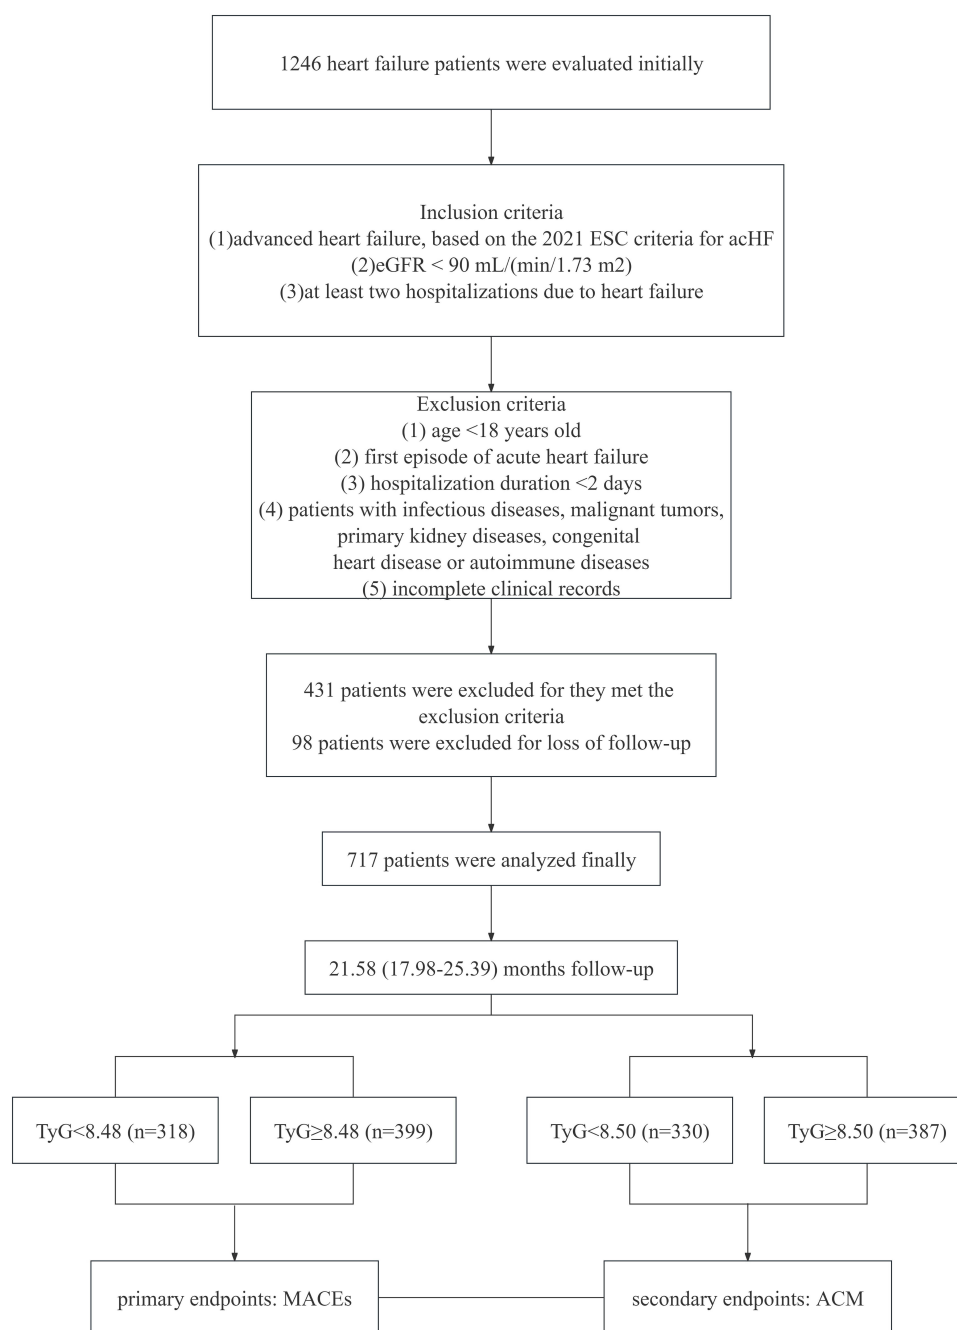 1246 heart failure patients were evaluated initially
Inclusion criteria
(1)advanced heart failure, based on the 2021 ESC criteria for acHF
(2)eGFR < 90 mL/(min/1.73 m2)
(3)at least two hospitalizations due to heart failure
Exclusion criteria
(1) age <18 years old
(2) first episode of acute heart failure
(3) hospitalization duration <2 days
(4) patients with infectious diseases, malignant tumors,
primary kidney diseases, congenital
heart disease or autoimmune diseases
(5) incomplete clinical records
431 patients were excluded for they met the
exclusion criteria
98 patients were excluded for loss of follow-up
717 patients were analyzed finally
21.58 (17.98-25.39) months follow-up
TyG<8.48 (n=318)
TyG≥8.48 (n=399)
TyG<8.50 (n=330)
TyG≥8.50 (n=387)
primary endpoints: MACEs
secondary endpoints: ACM